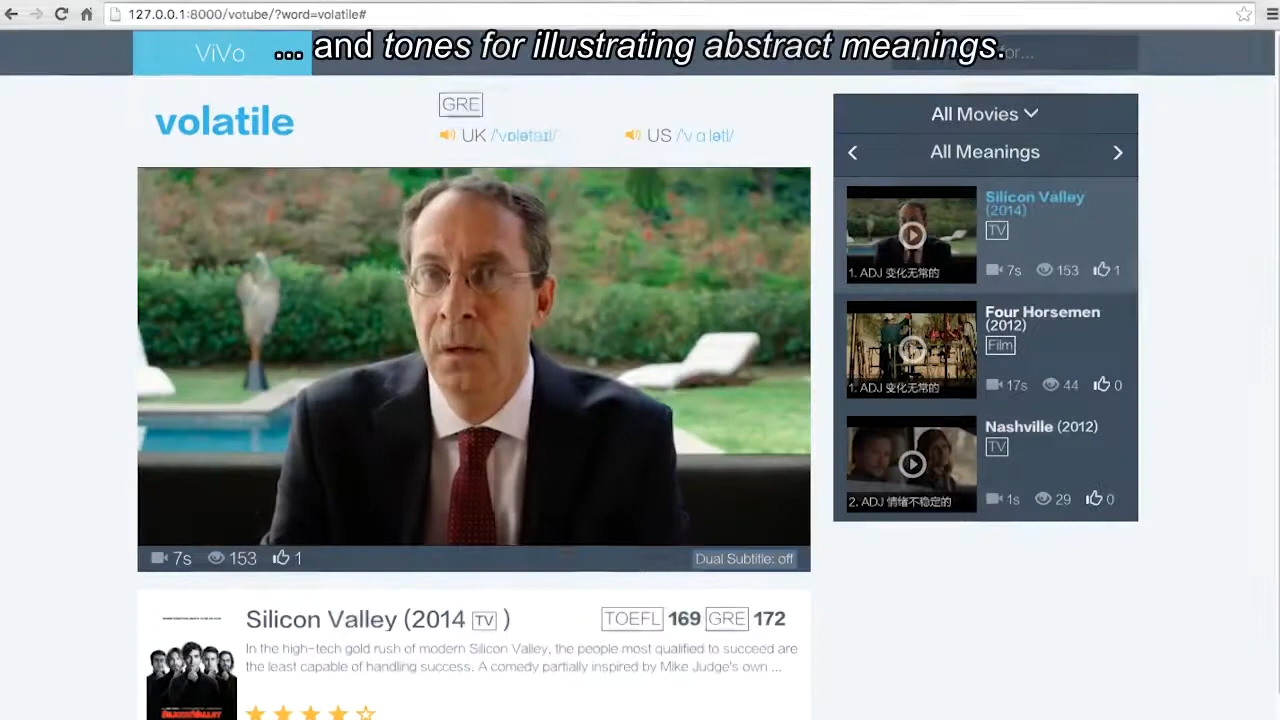 127.0.0.1:8000/votube/?word=volatile#
ViVo
... and tones for illustrating abstract meanings.
or...
volatile
GRE
UK /'vɒlətaɪl/
US /'v ɑ lətl/
All Movies
All Meanings
Silicon Valley
(2014)
TV
1. ADJ 变化无常的
7s 153 1
Four Horsemen
(2012)
Film
1. ADJ 变化无常的
17s 44 0
Nashville (2012)
TV
2. ADJ 情绪不稳定的
1s 29 0
7s 153 1
Dual Subtitle: off
Silicon Valley (2014 TV )
TOEFL 169 GRE 172
In the high-tech gold rush of modern Silicon Valley, the people most qualified to succeed are
the least capable of handling success. A comedy partially inspired by Mike Judge's own ...
SILICON VALLEY